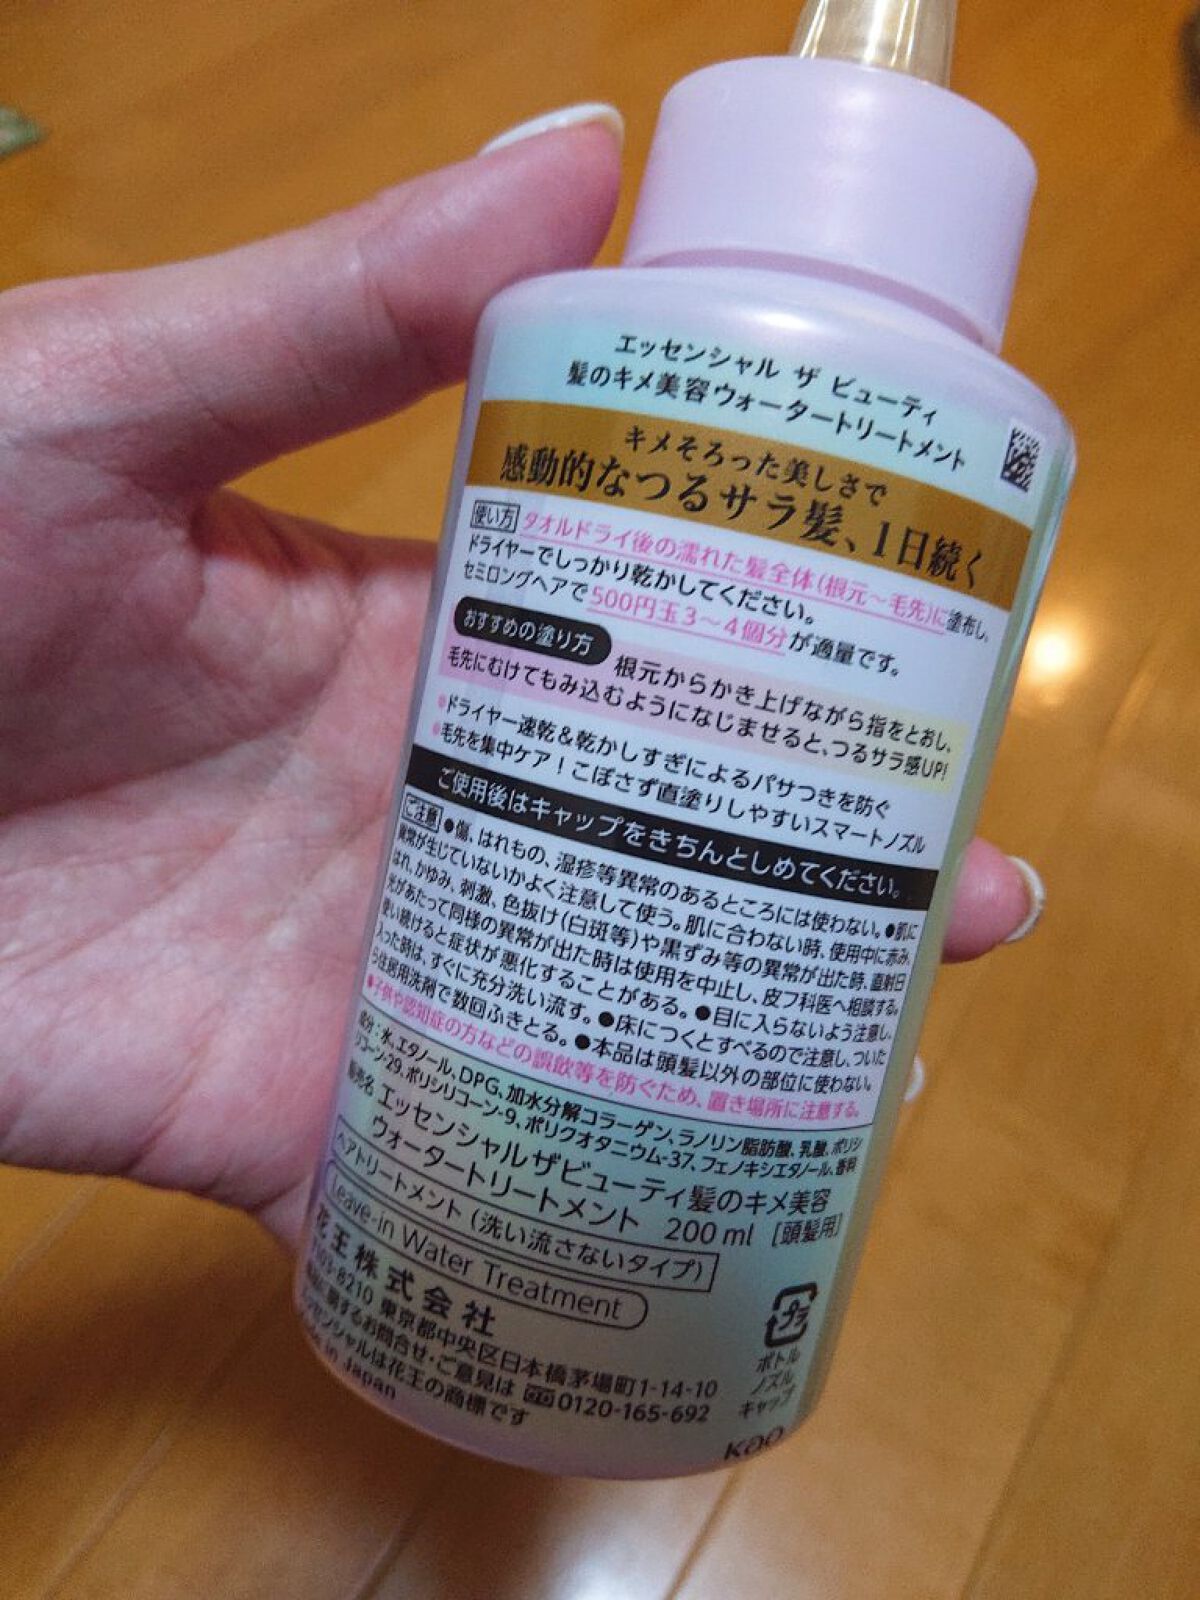 エッセンシャル ザ ビューティ
髪のキメ美容ウォータートリートメント
キメそろった美しさで
感動的なつるサラ髪、1日続く
使い方 タオルドライ後の濡れた髪全体(根元～毛先)に塗布し、
ドライヤーでしっかり乾かしてください。
セミロングヘアで500円玉3～4個分が適量です。
おすすめの塗り方 根元からかき上げながら指をとおし、
毛先にむけてもみ込むようになじませると、つるサラ感UP!
●ドライヤー速乾&乾かしすぎによるパサつきを防ぐ
●毛先を集中ケア!こぼさず直塗りしやすいスマートノズル
ご使用後はキャップをきちんとしめてください。
ご注意 ●傷、はれもの、湿疹等異常のあるところには使わない。●肌に
異常が生じていないかよく注意して使う。肌に合わない時、使用中に赤み、
はれ、かゆみ、刺激、色抜け(白斑等)や黒ずみ等の異常が出た時、直射日
光があたって同様の異常が出た時は使用を中止し、皮フ科医へ相談する。
使い続けると症状が悪化することがある。●目に入らないよう注意し、
入った時は、すぐに充分洗い流す。●床につくとすべるので注意し、ついた
ら住居用洗剤で数回ふきとる。●本品は頭髪以外の部位に使わない。
●子供や認知症の方などの誤飲等を防ぐため、置き場所に注意する。
成分:水、エタノール、DPG、加水分解コラーゲン、ラノリン脂肪酸、乳酸、ポリシ
リコーン-29、ポリシリコーン-9、ポリクオタニウム-37、フェノキシエタノール、香料
販売名 エッセンシャルザビューティ髪のキメ美容
ウォータートリートメント 200ml [頭髪用]
ヘアトリートメント(洗い流さないタイプ)
Leave-in Water Treatment
花王株式会社
103-8210 東京都中央区日本橋茅場町1-14-10
に関するお問合せ・ご意見は 0120-165-692
ッセンシャルは花王の商標です
in Japan
プラ
ボトル
ノズル
キャップ
Kao